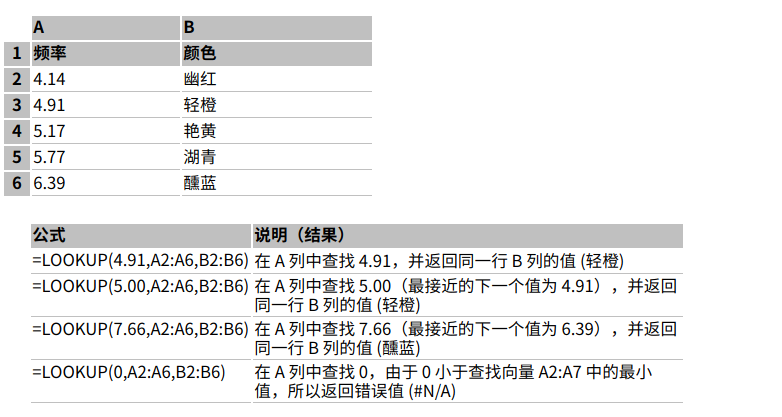 A B
1 频率 颜色
2 4.14 幽红
3 4.91 轻橙
4 5.17 艳黄
5 5.77 湖青
6 6.39 醺蓝
公式 说明（结果）
=LOOKUP(4.91,A2:A6,B2:B6) 在 A 列中查找 4.91，并返回同一行 B 列的值 (轻橙)
=LOOKUP(5.00,A2:A6,B2:B6) 在 A 列中查找 5.00（最接近的下一个值为 4.91），并返回
同一行 B 列的值 (轻橙)
=LOOKUP(7.66,A2:A6,B2:B6) 在 A 列中查找 7.66（最接近的下一个值为 6.39），并返回
同一行 B 列的值 (醺蓝)
=LOOKUP(0,A2:A6,B2:B6) 在 A 列中查找 0，由于 0 小于查找向量 A2:A7 中的最小
值，所以返回错误值 (#N/A)